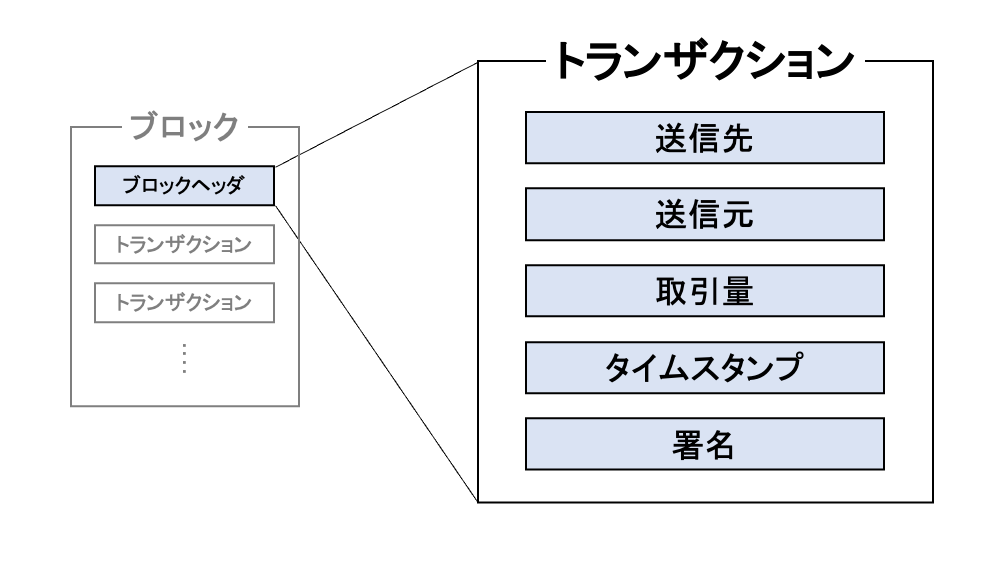 ブロック
ブロックヘッダ
トランザクション
トランザクション
トランザクション
送信先
送信元
取引量
タイムスタンプ
署名